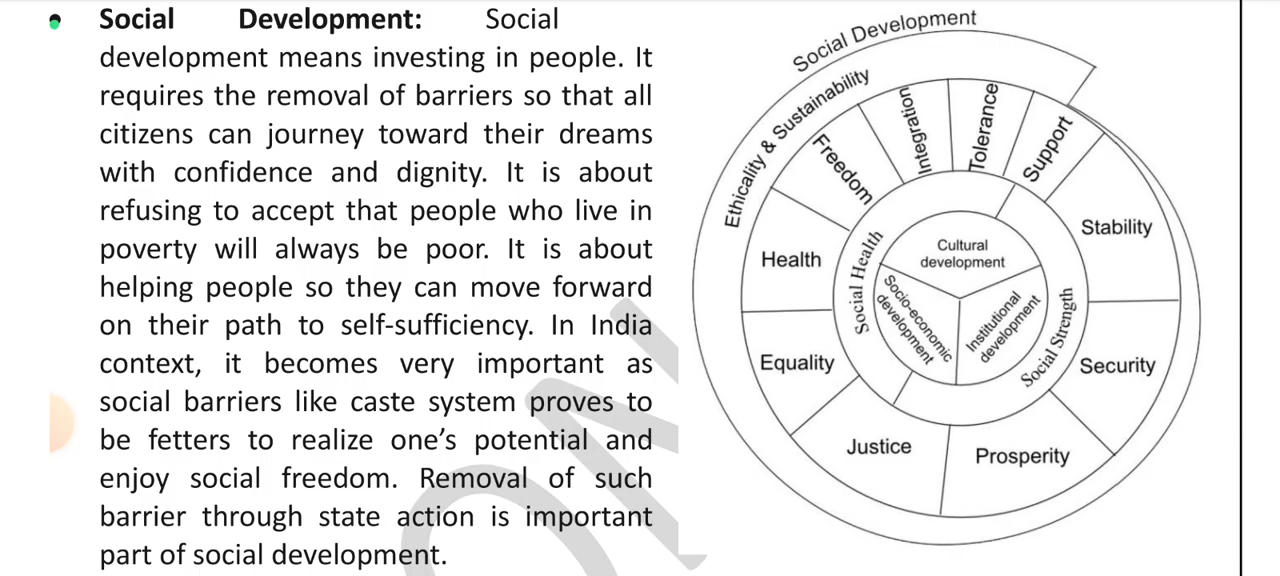 • Social Development: Social
development means investing in people. It
requires the removal of barriers so that all
citizens can journey toward their dreams
with confidence and dignity. It is about
refusing to accept that people who live in
poverty will always be poor. It is about
helping people so they can move forward
on their path to self-sufficiency. In India
context, it becomes very important as
social barriers like caste system proves to
be fetters to realize one's potential and
enjoy social freedom. Removal of such
barrier through state action is important
part of social development.
Social Development
Ethicality & Sustainability
Freedom
Integration
Tolerance
Support
Stability
Security
Prosperity
Justice
Equality
Health
Social Health
Social Strength
Cultural
development
Socio-economic
development
Institutional
development